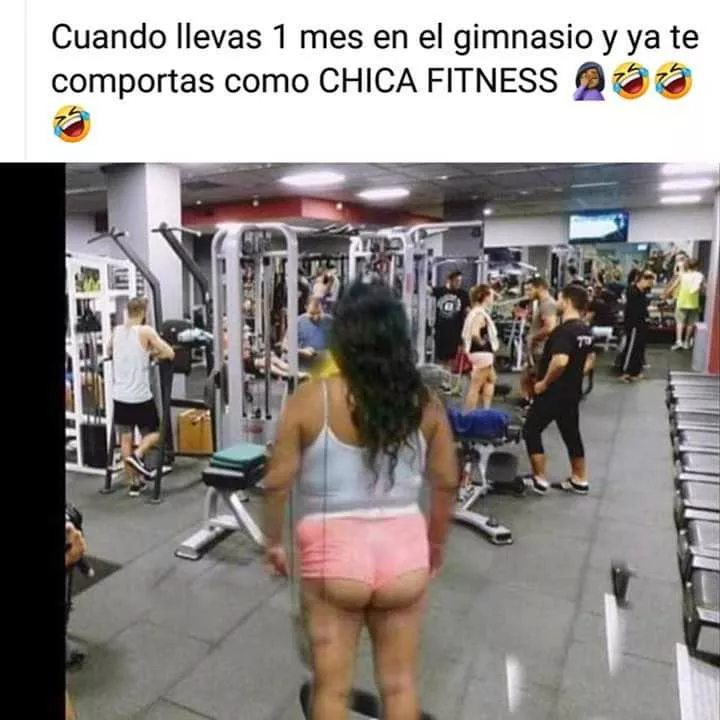 Cuando llevas 1 mes en el gimnasio y ya te
comportas como CHICA FITNESS 🤦🏾‍♀️🤣🤣
🤣